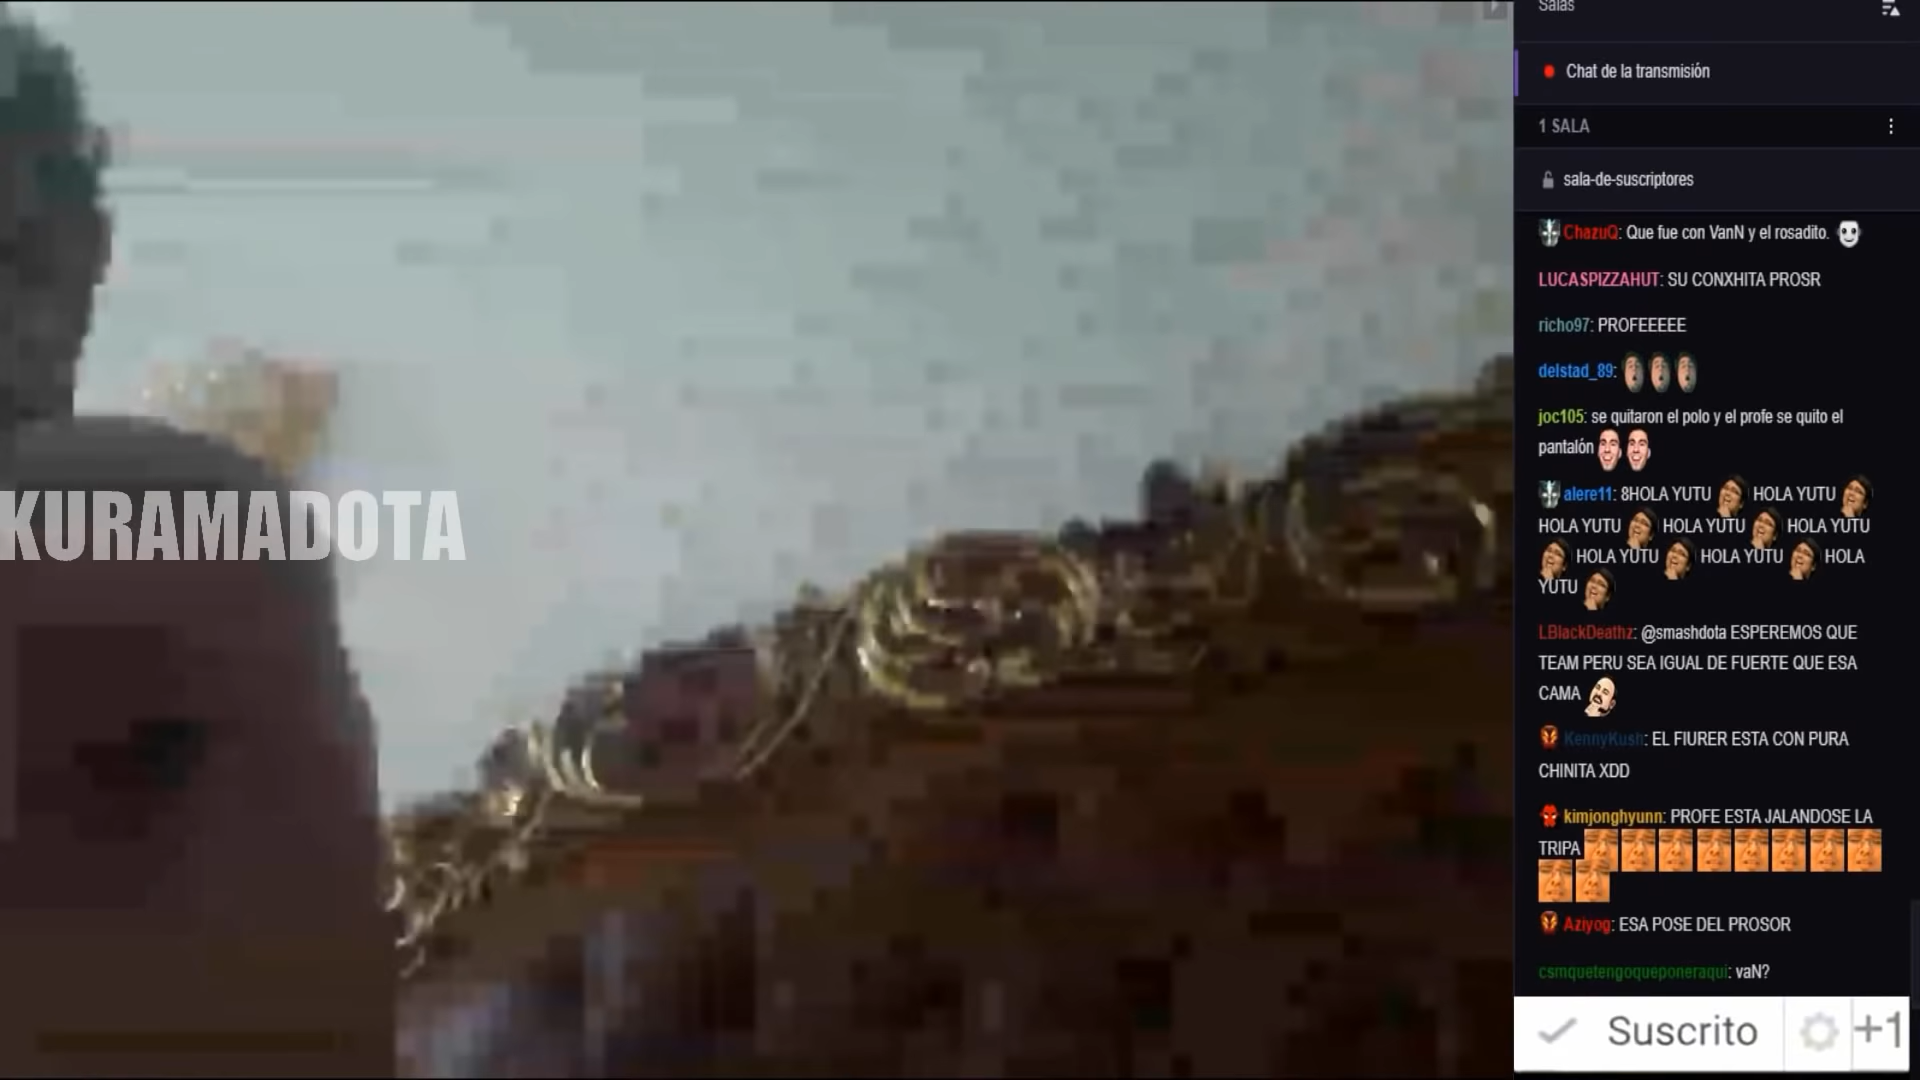 Salas
Chat de la transmisión
1 SALA
sala-de-suscriptores
ChazuQ: Que fue con VanN y el rosadito.
LUCASPIZZAHUT: SU CONXHITA PROSR
richo97: PROFEEEEE
delstad_89:
joc105: se quitaron el polo y el profe se quito el
pantalón
alere11: 8HOLA YUTU HOLA YUTU
HOLA YUTU HOLA YUTU HOLA YUTU
HOLA YUTU HOLA YUTU HOLA
YUTU
LBlackDeathz: @smashdota ESPEREMOS QUE
TEAM PERU SEA IGUAL DE FUERTE QUE ESA
CAMA
KennyKush: EL FIURER ESTA CON PURA
CHINITA XDD
kimjonghyunn: PROFE ESTA JALANDOSE LA
TRIPA
Aziyog: ESA POSE DEL PROSOR
csmquetengoqueponeraqui: vaN?
Suscrito +1
KURAMADOTA